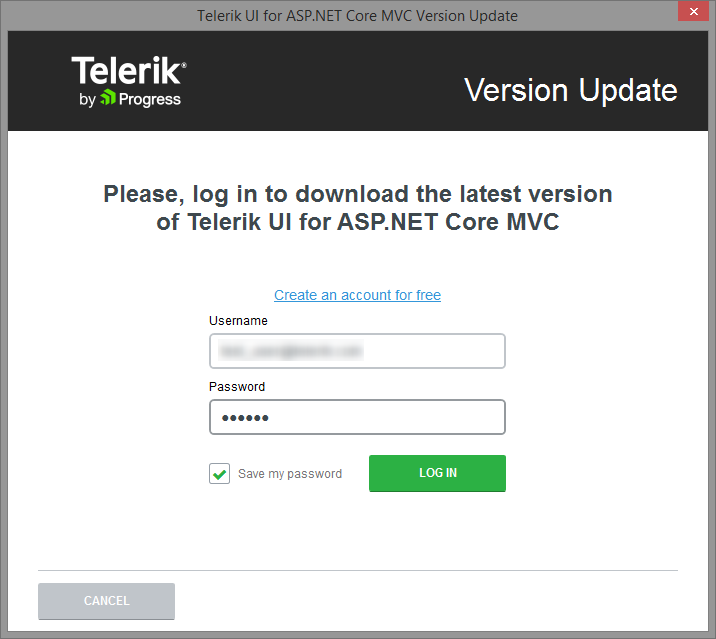 Telerik UI for ASP.NET Core MVC Version Update
Telerik®
by Progress
Version Update
Please, log in to download the latest version
of Telerik UI for ASP.NET Core MVC
Create an account for free
Username
Password
••••••
Save my password
LOG IN
CANCEL